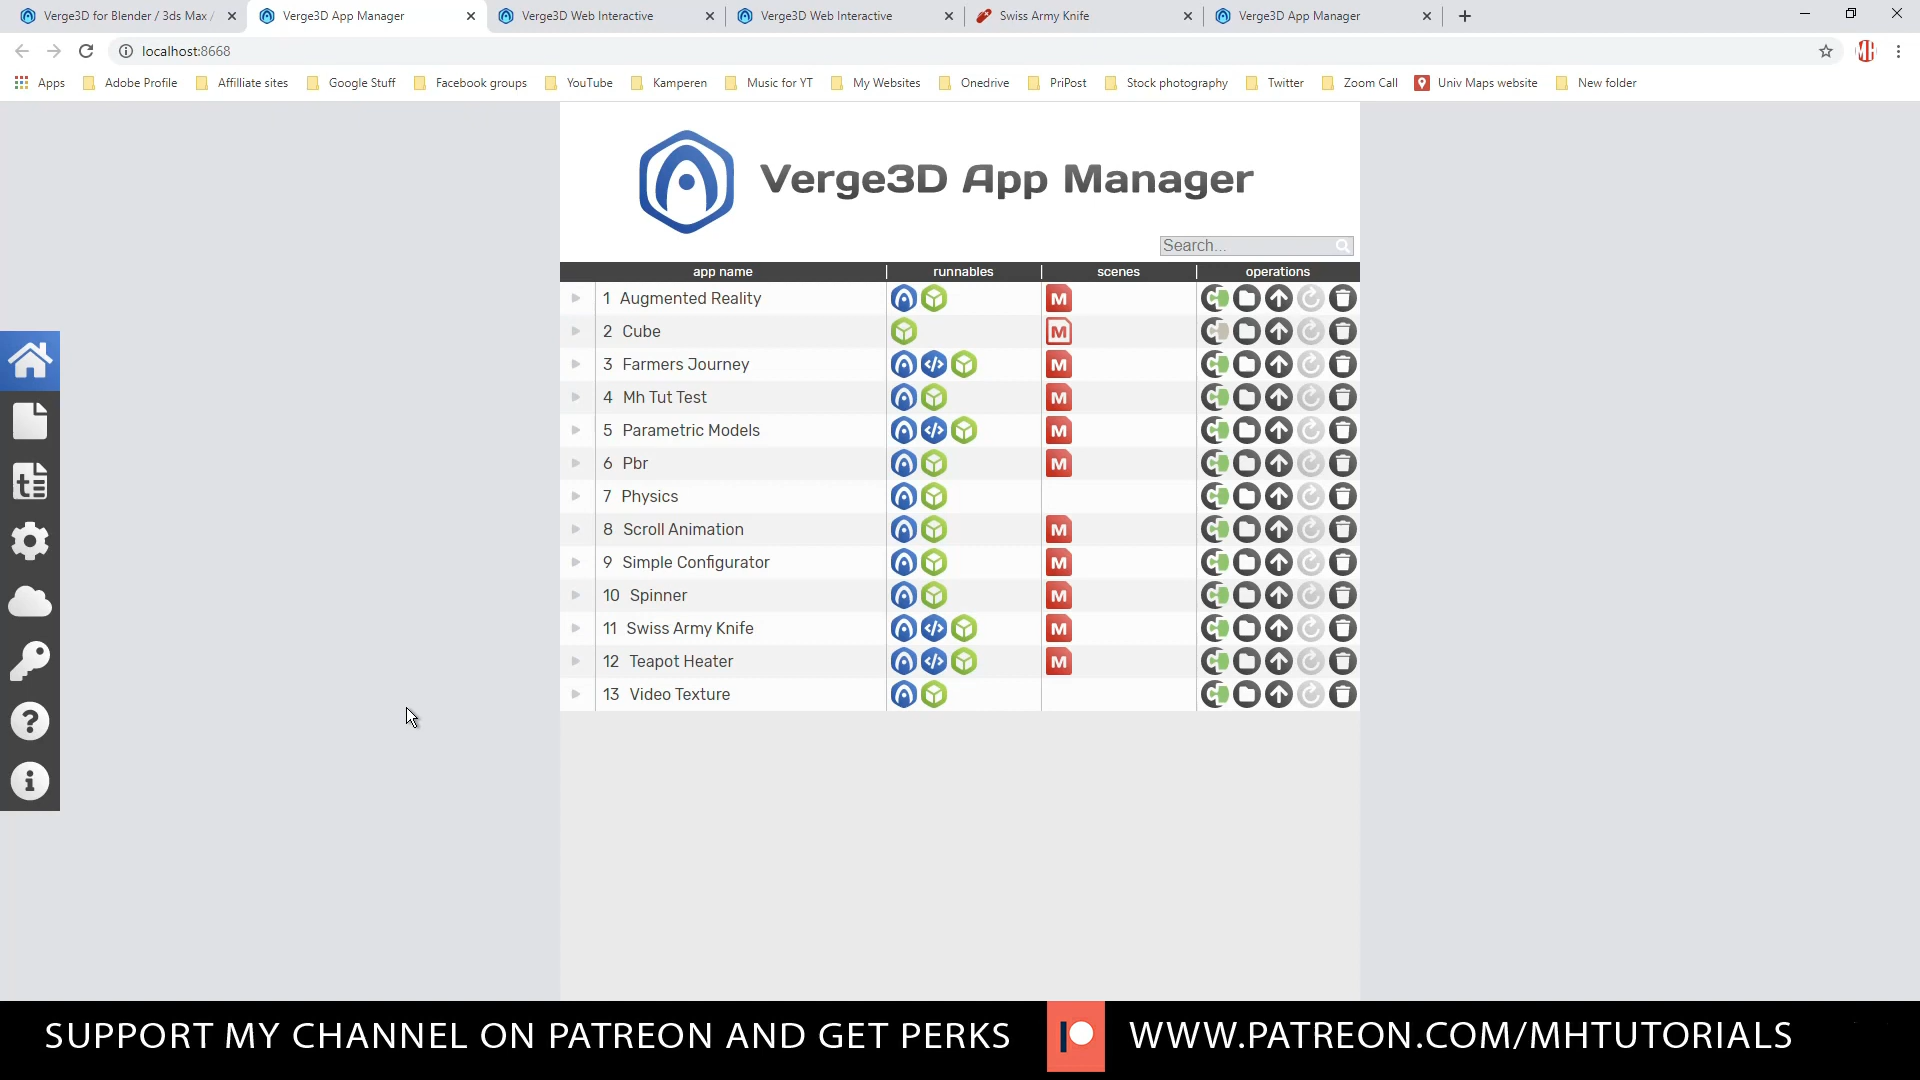 Verge3D for Blender / 3ds Max /
Verge3D App Manager
Verge3D Web Interactive
Verge3D Web Interactive
Swiss Army Knife
Verge3D App Manager
localhost:8668
MH
Apps
Adobe Profile
Affilliate sites
Google Stuff
Facebook groups
YouTube
Kamperen
Music for YT
My Websites
Onedrive
PriPost
Stock photography
Twitter
Zoom Call
Univ Maps website
New folder
Verge3D App Manager
Search...
app name | runnables | scenes | operations
1 Augmented Reality M
2 Cube M
3 Farmers Journey </> M
4 Mh Tut Test M
5 Parametric Models </> M
6 Pbr M
7 Physics
8 Scroll Animation M
9 Simple Configurator M
10 Spinner M
11 Swiss Army Knife </> M
12 Teapot Heater </> M
13 Video Texture
SUPPORT MY CHANNEL ON PATREON AND GET PERKS
WWW.PATREON.COM/MHTUTORIALS